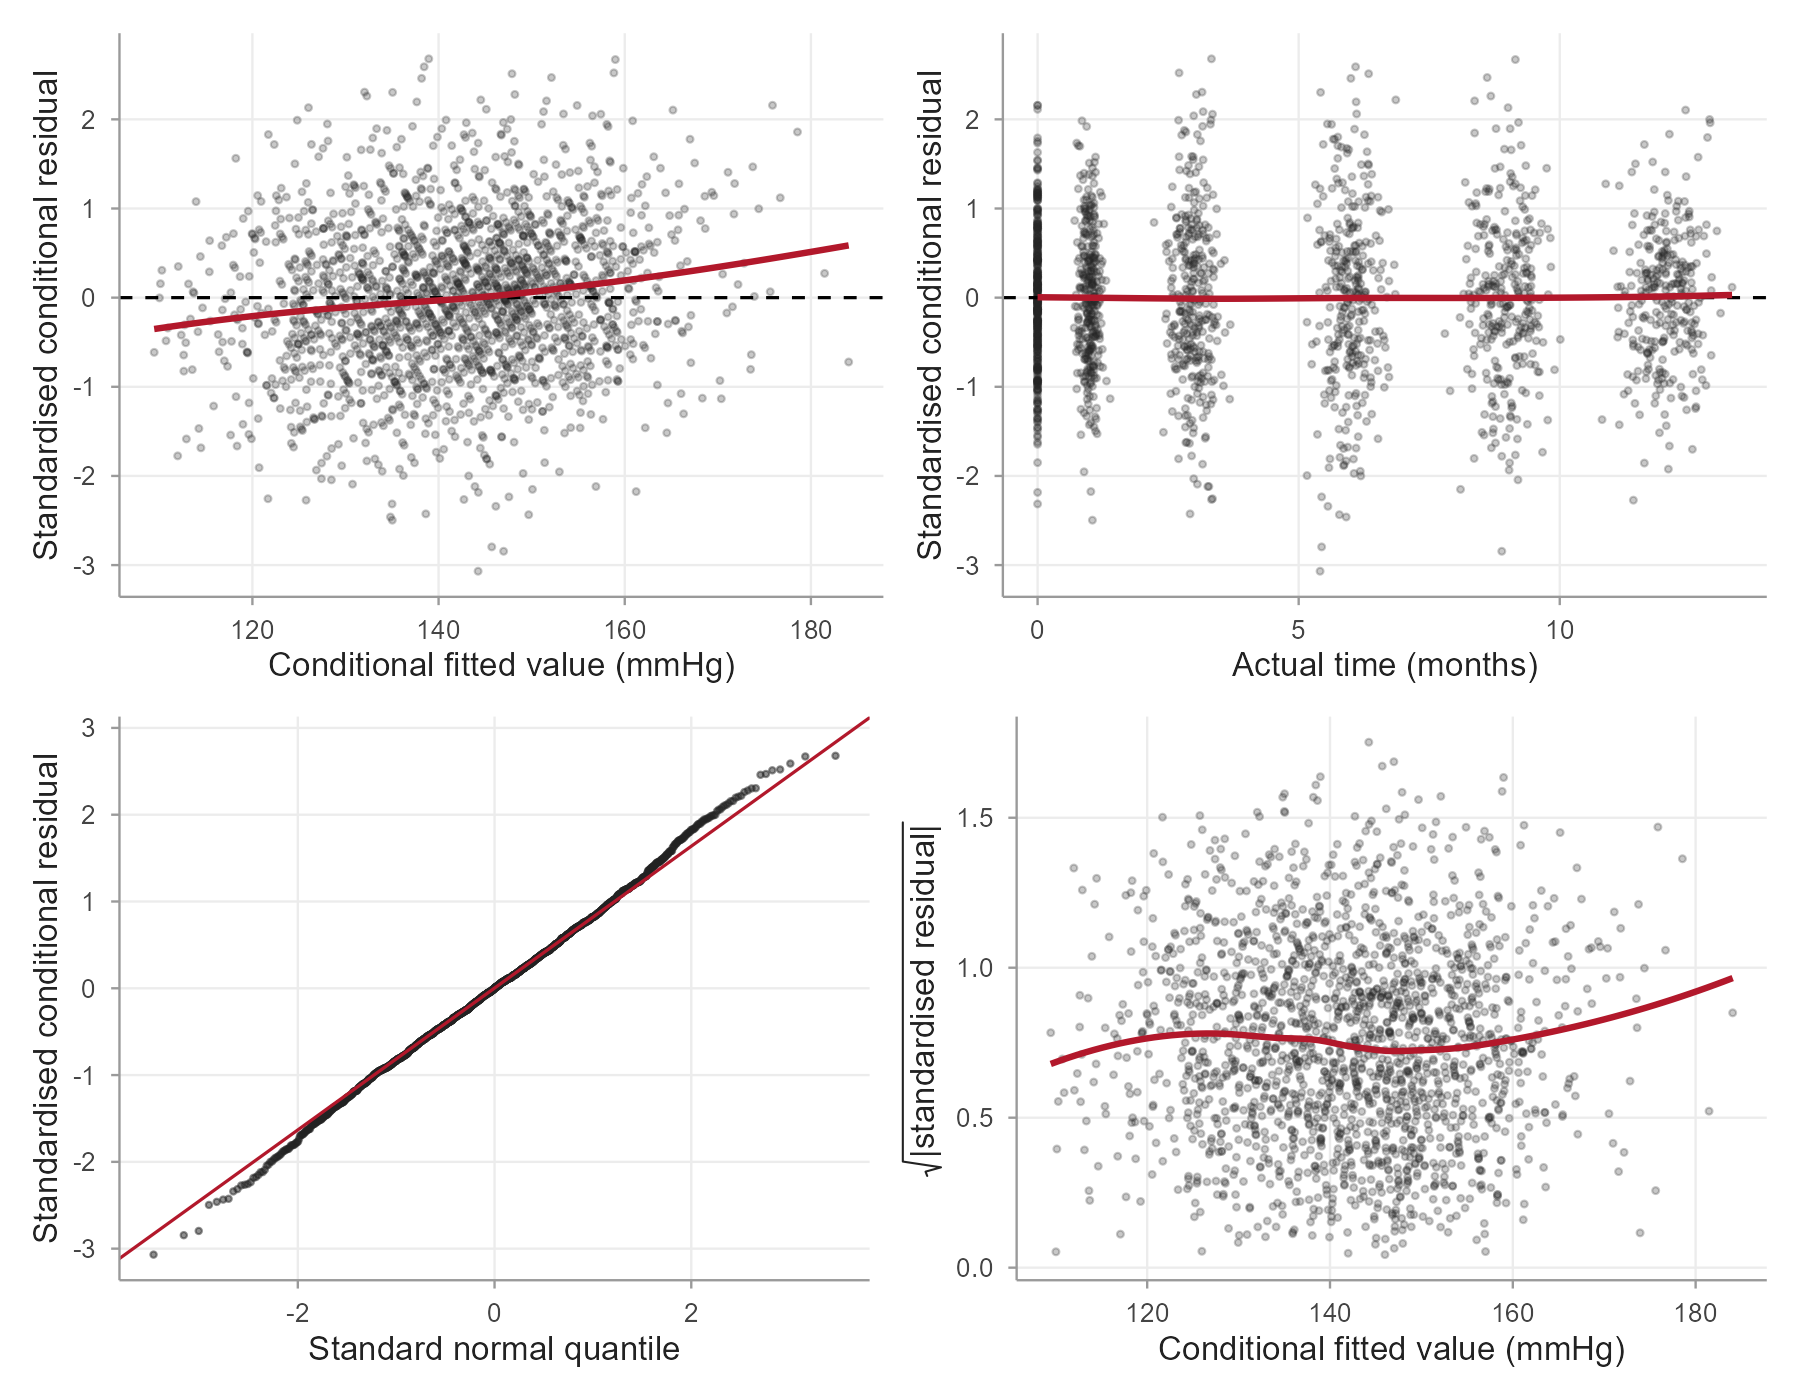 Standardised conditional residual
2
1
0
-1
-2
-3
120 140 160 180
Conditional fitted value (mmHg)
Standardised conditional residual
2
1
0
-1
-2
-3
0 5 10
Actual time (months)
Standardised conditional residual
3
2
1
0
-1
-2
-3
-2 0 2
Standard normal quantile
√|standardised residual|
1.5
1.0
0.5
0.0
120 140 160 180
Conditional fitted value (mmHg)